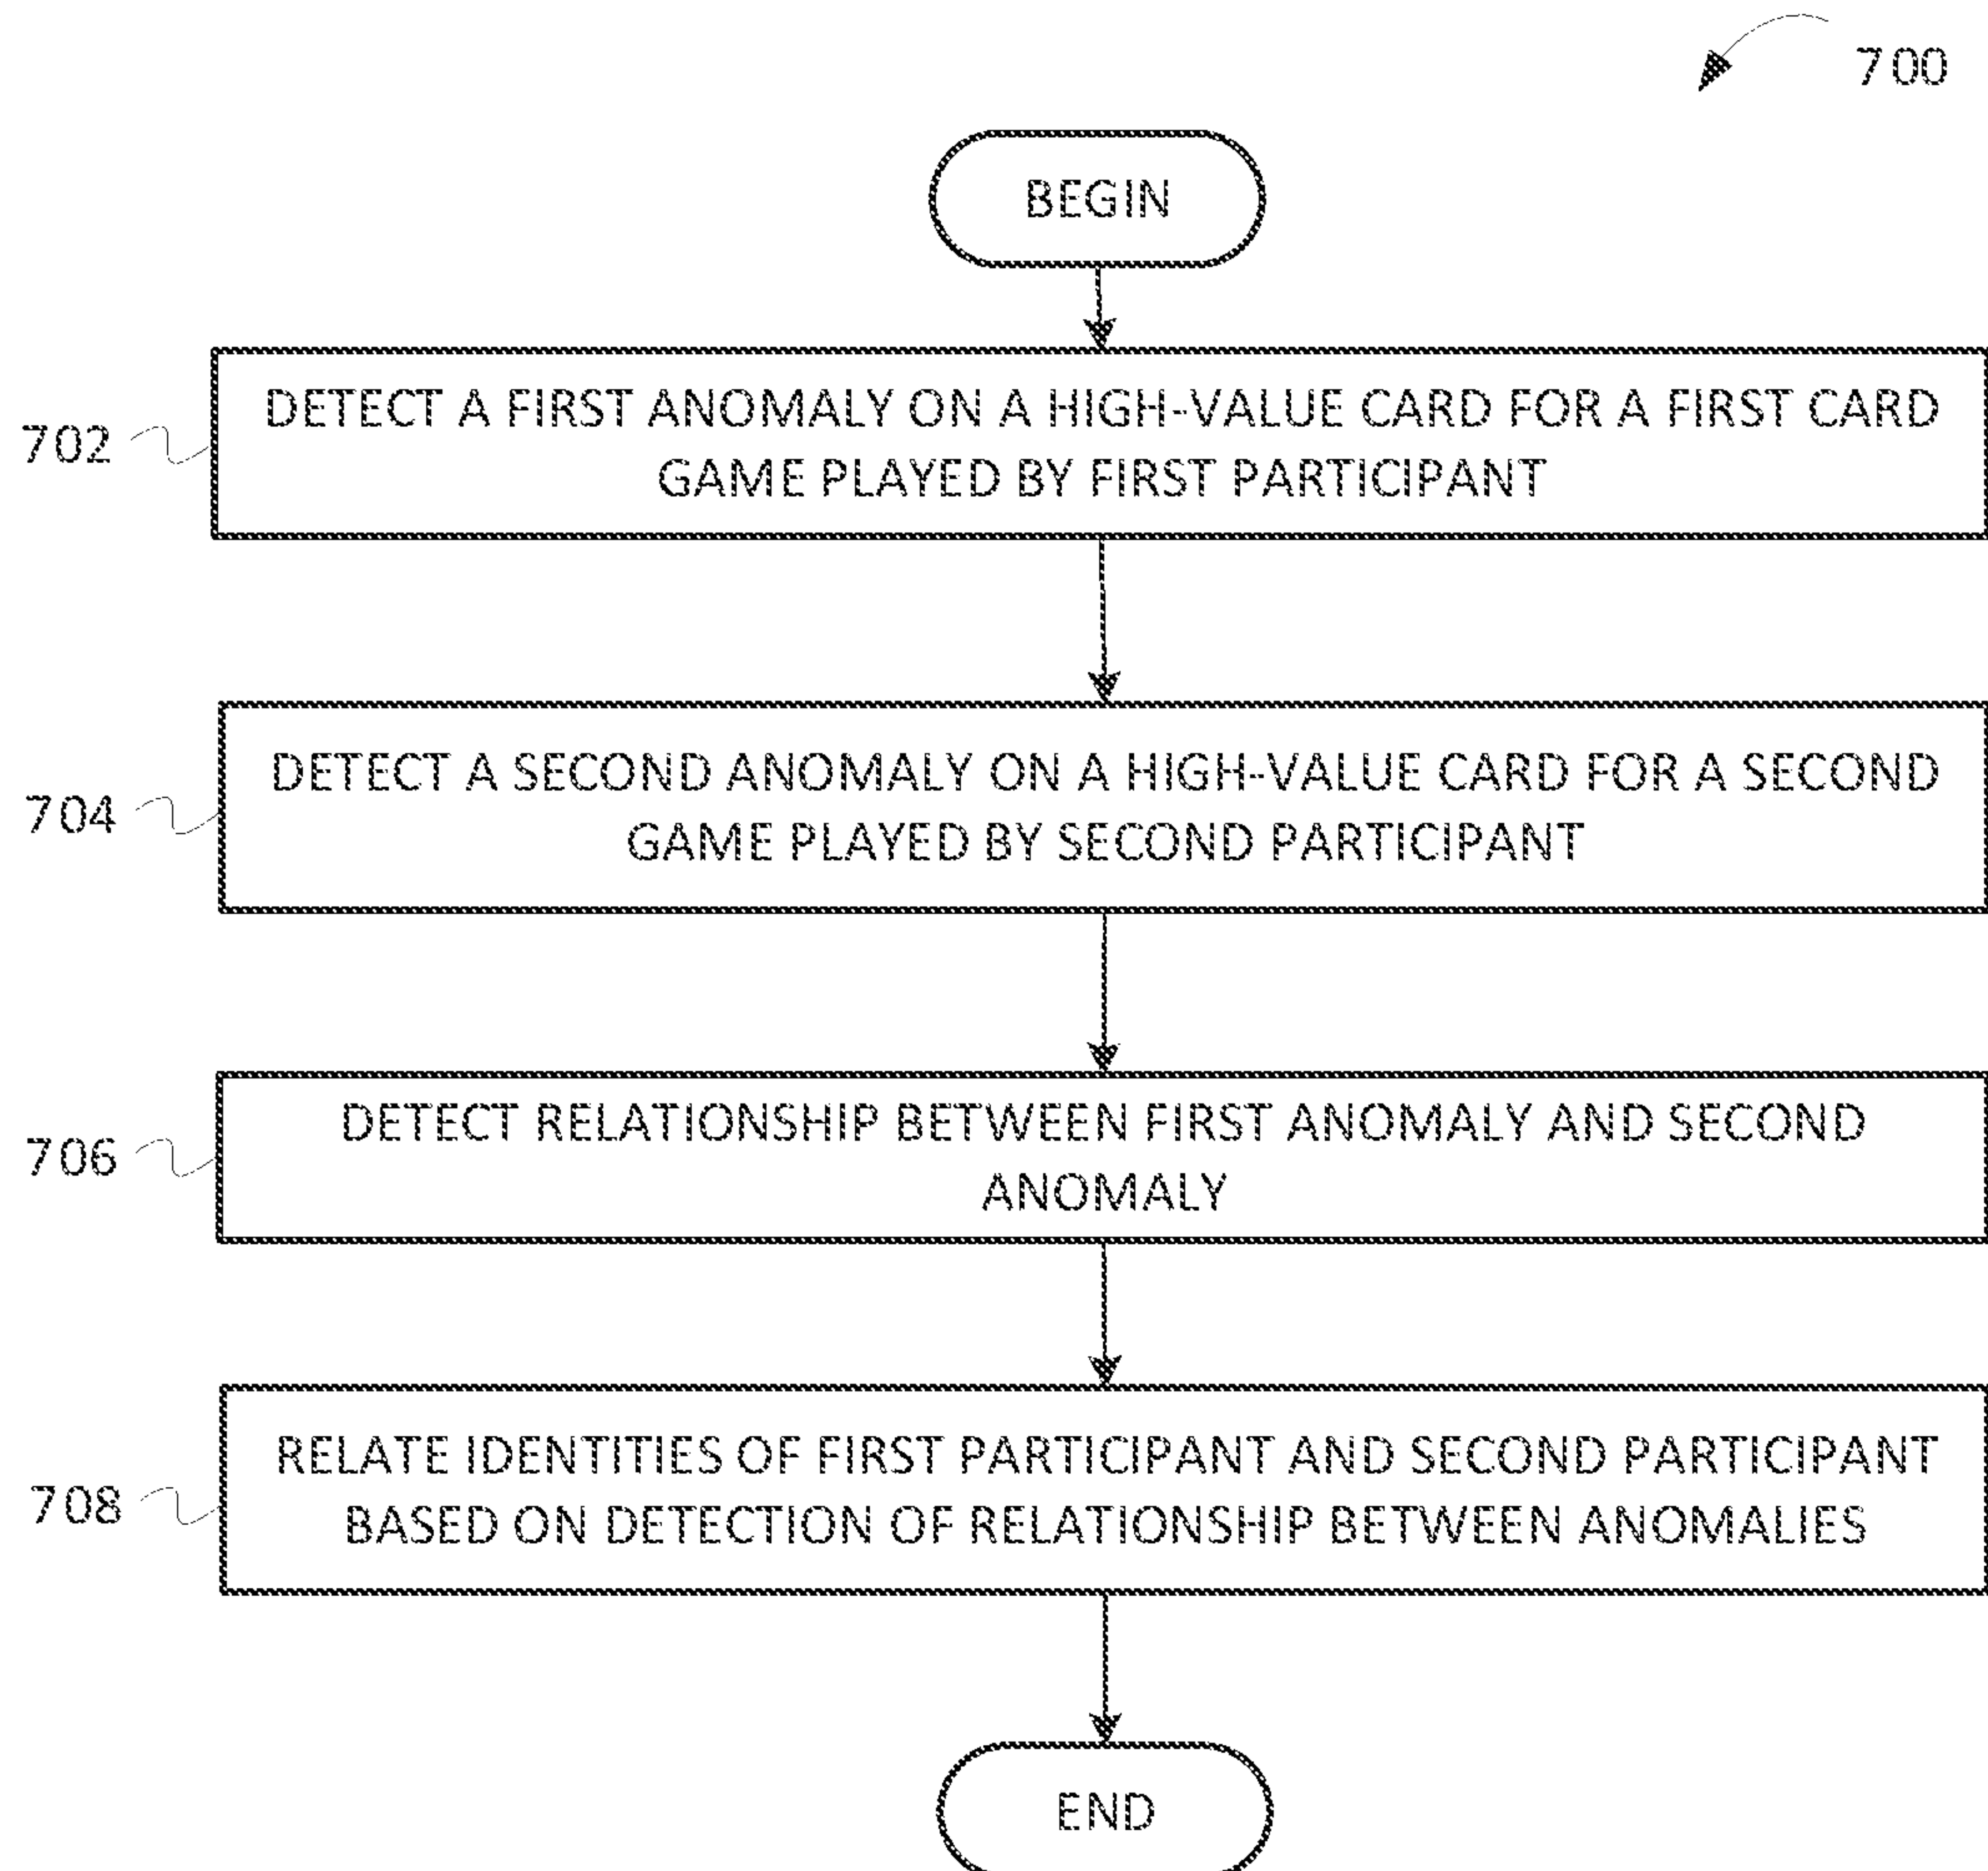 700
BEGIN
702
DETECT A FIRST ANOMALY ON A HIGH-VALUE CARD FOR A FIRST CARD
GAME PLAYED BY FIRST PARTICIPANT
704
DETECT A SECOND ANOMALY ON A HIGH-VALUE CARD FOR A SECOND
GAME PLAYED BY SECOND PARTICIPANT
706
DETECT RELATIONSHIP BETWEEN FIRST ANOMALY AND SECOND
ANOMALY
708
RELATE IDENTITIES OF FIRST PARTICIPANT AND SECOND PARTICIPANT
BASED ON DETECTION OF RELATIONSHIP BETWEEN ANOMALIES
END